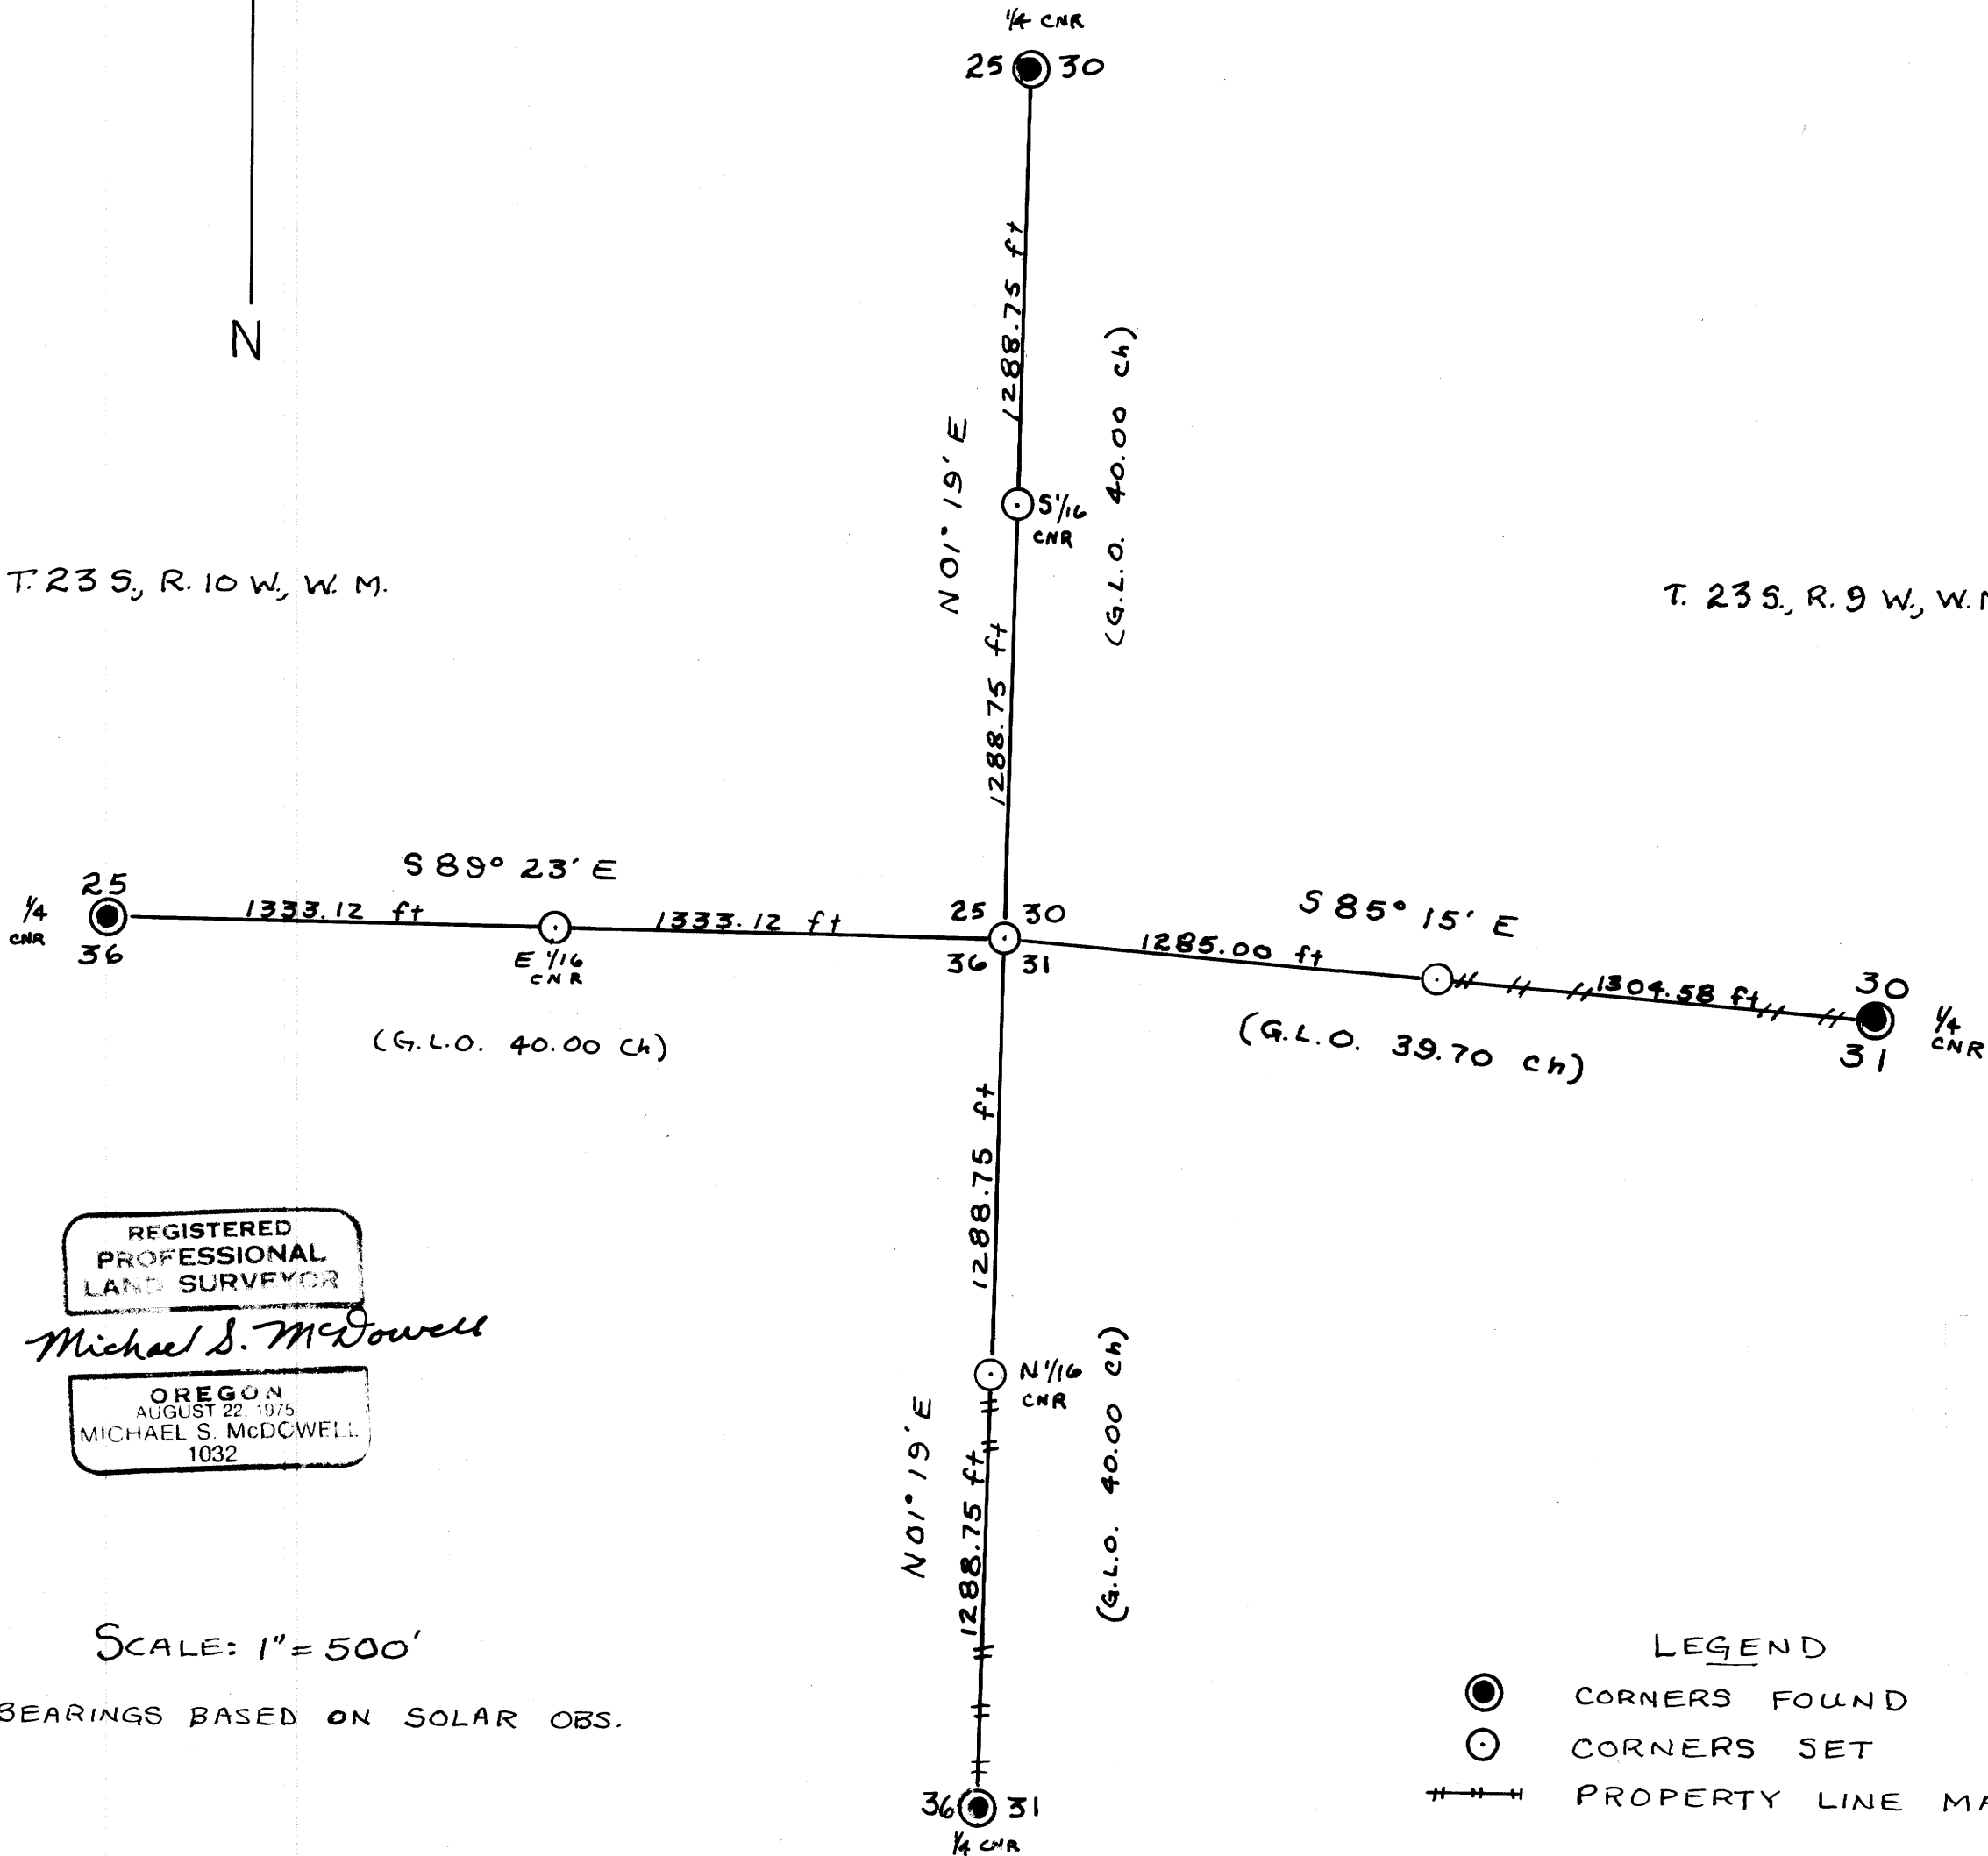 1/4 CNR
25 30
N
1288.75 ft
N 01° 19' E
(G.L.O. 40.00 ch)
S 1/16
CNR
T. 23 S., R. 10 W., W. M.
T. 23 S., R. 9 W., W.
1288.75 ft
S 89° 23' E
25
1/4
CNR
36
1333.12 ft
E 1/16
CNR
1333.12 ft
(G.L.O. 40.00 ch)
25 30
36 31
S 85° 15' E
1285.00 ft
1304.58 ft
(G.L.O. 39.70 ch)
30
31
1/4
CNR
1288.75 ft
N 1/16
CNR
N 01° 19' E
1288.75 ft
(G.L.O. 40.00 ch)
36 31
1/4 CNR
REGISTERED
PROFESSIONAL
LAND SURVEYOR
Michael S. McDowell
OREGON
AUGUST 22, 1975
MICHAEL S. McDOWELL
1032
SCALE: 1" = 500'
BEARINGS BASED ON SOLAR OBS.
LEGEND
CORNERS FOUND
CORNERS SET
PROPERTY LINE